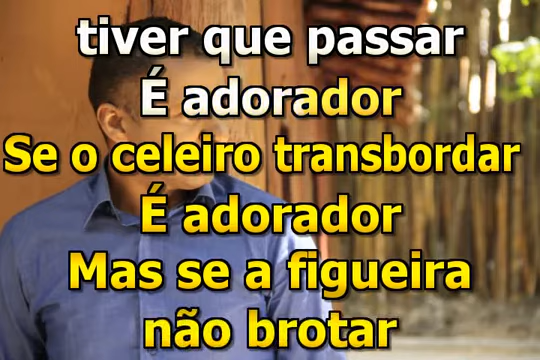 tiver que passar
É adorador
Se o celeiro transbordar
É adorador
Mas se a figueira
não brotar